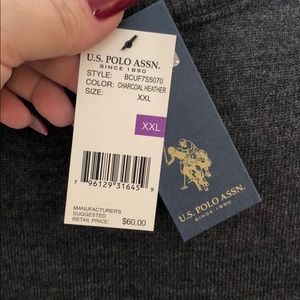 U.S. POLO ASSN.
SINCE 1890
STYLE: BCUF7S5070
COLOR: CHARCOAL HEATHER
SIZE: XXL
XXL
7 96129 31645 9
MANUFACTURER'S
SUGGESTED
RETAIL PRICE: $60.00
U.S. POLO ASSN.
SINCE 1890